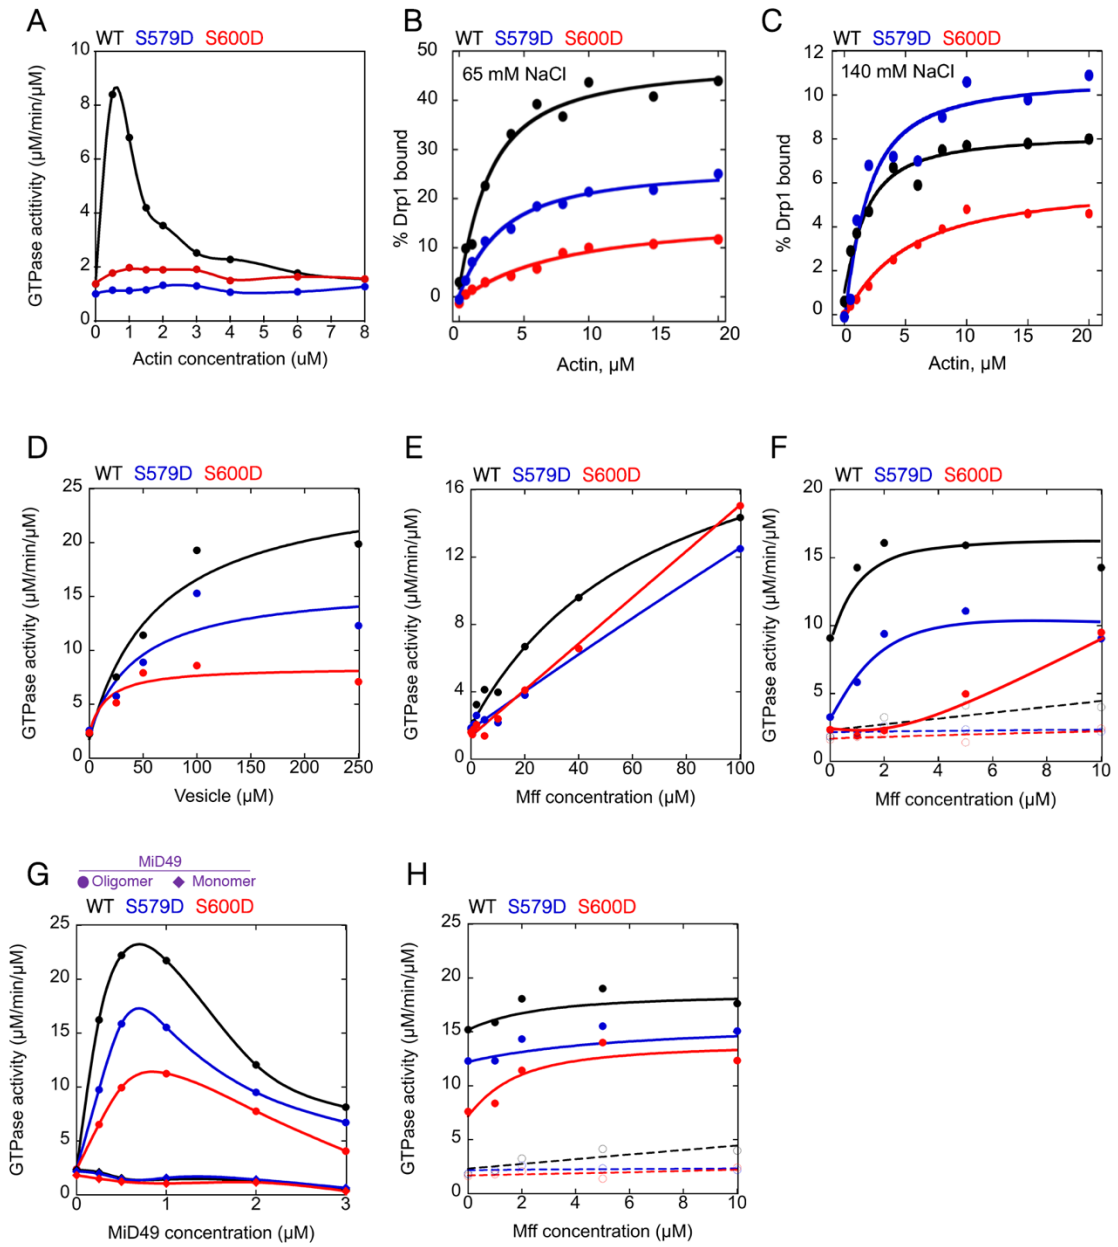 A
WT S579D S600D
GTPase actitivity (µM/min/µM)
10
8
6
4
2
0
0 1 2 3 4 5 6 7 8
Actin concentration (uM)
B
WT S579D S600D
65 mM NaCl
% Drp1 bound
50
40
30
20
10
0
0 5 10 15 20
Actin, µM
C
WT S579D S600D
140 mM NaCl
% Drp1 bound
12
10
8
6
4
2
0
0 5 10 15 20
Actin, µM
D
WT S579D S600D
GTPase activity (µM/min/µM)
25
20
15
10
5
0
0 50 100 150 200 250
Vesicle (µM)
E
WT S579D S600D
GTPase activity (µM/min/µM)
16
12
8
4
0
0 20 40 60 80 100
Mff concentration (µM)
F
WT S579D S600D
GTPase activity (µM/min/µM)
20
15
10
5
0
0 2 4 6 8 10
Mff concentration (µM)
G
MiD49
Oligomer Monomer
WT S579D S600D
GTPase activity (µM/min/µM)
25
20
15
10
5
0
0 1 2 3
MiD49 concentration (µM)
H
WT S579D S600D
GTPase activity (µM/min/µM)
25
20
15
10
5
0
0 2 4 6 8 10
Mff concentration (µM)